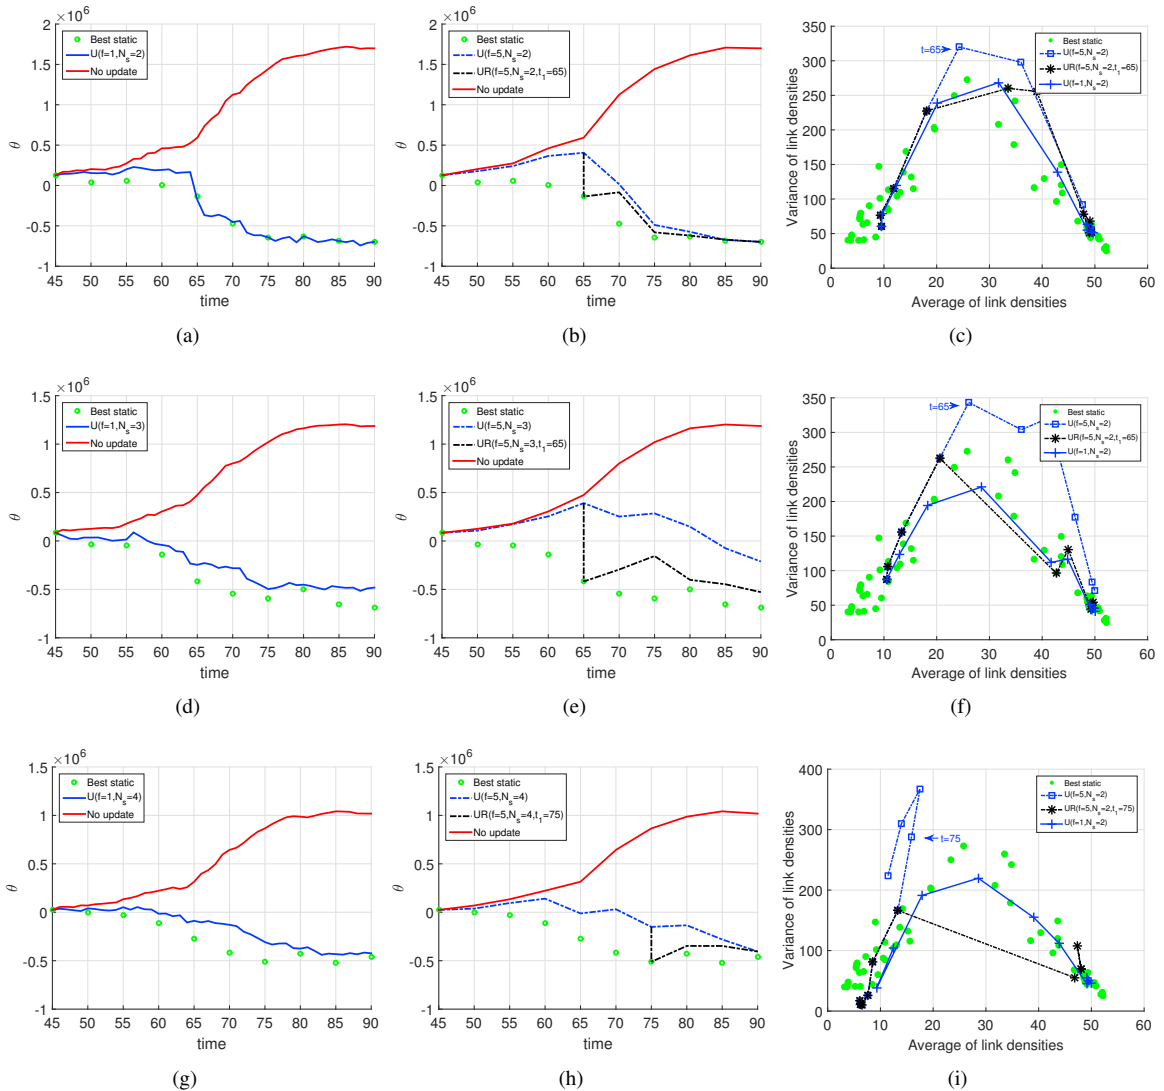 ×10^6
2
1.5
1
0.5
0
-0.5
-1
θ
45 50 55 60 65 70 75 80 85 90
time
Best static
U(f=1,N_s=2)
No update
(a)
×10^6
2
1.5
1
0.5
0
-0.5
-1
θ
45 50 55 60 65 70 75 80 85 90
time
Best static
U(f=5,N_s=2)
UR(f=5,N_s=2,t_1=65)
No update
(b)
350
300
250
200
150
100
50
0
Variance of link densities
0 10 20 30 40 50 60
Average of link densities
t=65
Best static
U(f=5,N_s=2)
UR(f=5,N_s=2,t_1=65)
U(f=1,N_s=2)
(c)
×10^6
1.5
1
0.5
0
-0.5
-1
θ
45 50 55 60 65 70 75 80 85 90
time
Best static
U(f=1,N_s=3)
No update
(d)
×10^6
1.5
1
0.5
0
-0.5
-1
θ
45 50 55 60 65 70 75 80 85 90
time
Best static
U(f=5,N_s=3)
UR(f=5,N_s=3,t_1=65)
No update
(e)
350
300
250
200
150
100
50
0
Variance of link densities
0 10 20 30 40 50 60
Average of link densities
t=65
Best static
U(f=5,N_s=2)
UR(f=5,N_s=2,t_1=65)
U(f=1,N_s=2)
(f)
×10^6
1.5
1
0.5
0
-0.5
-1
θ
45 50 55 60 65 70 75 80 85 90
time
Best static
U(f=1,N_s=4)
No update
(g)
×10^6
1.5
1
0.5
0
-0.5
-1
θ
45 50 55 60 65 70 75 80 85 90
time
Best static
U(f=5,N_s=4)
UR(f=5,N_s=4,t_1=75)
No update
(h)
400
300
200
100
0
Variance of link densities
0 10 20 30 40 50 60
Average of link densities
t=75
Best static
U(f=5,N_s=2)
UR(f=5,N_s=2,t_1=75)
U(f=1,N_s=2)
(i)